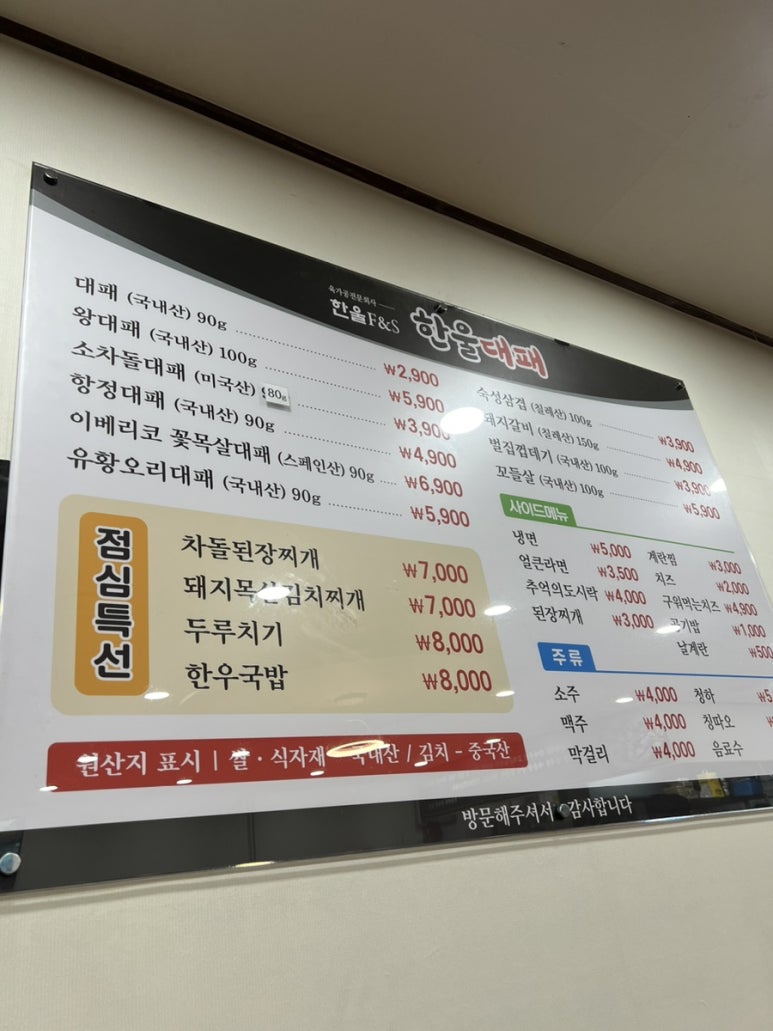 육가공전문회사
한울F&S 한울대패
대패 (국내산) 90g ₩2,900
왕대패 (국내산) 100g ₩5,900
소차돌대패 (미국산) 80g ₩3,900
항정대패 (국내산) 90g ₩4,900
이베리코 꽃목살대패 (스페인산) 90g ₩6,900
유황오리대패 (국내산) 90g ₩5,900
숙성삼겹 (칠레산) 100g ₩3,900
돼지갈비 (칠레산) 150g ₩4,900
벌집껍데기 (국내산) 100g ₩3,900
꼬들살 (국내산) 100g ₩5,900
점심특선
차돌된장찌개 ₩7,000
돼지목살김치찌개 ₩7,000
두루치기 ₩8,000
한우국밥 ₩8,000
사이드메뉴
냉면 ₩5,000 계란찜 ₩3,000
얼큰라면 ₩3,500 치즈 ₩2,000
추억의도시락 ₩4,000 구워먹는치즈 ₩4,900
된장찌개 ₩3,000 공기밥 ₩1,000
날계란 ₩500
주류
소주 ₩4,000 청하
맥주 ₩4,000 칭따오
막걸리 ₩4,000 음료수
원산지 표시 | 쌀 · 식자재 국내산 / 김치 - 중국산
방문해주셔서 감사합니다